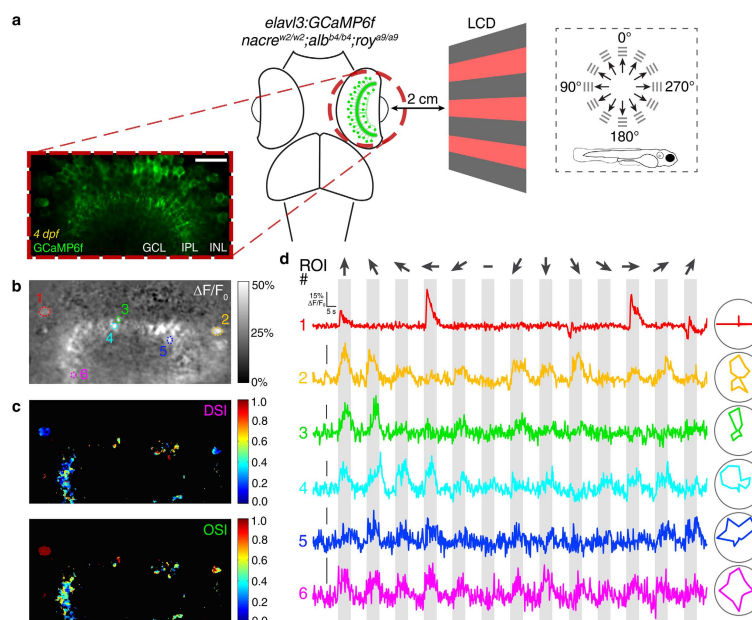 a
elavl3:GCaMP6f
nacre^w2/w2;alb^b4/b4;roy^a9/a9
LCD
2 cm
0°
90°
270°
180°
4 dpf
GCaMP6f
GCL
IPL
INL
b
ΔF/F₀
1
2
3
4
5
6
50%
25%
0%
c
DSI
1.0
0.8
0.6
0.4
0.2
0.0
OSI
1.0
0.8
0.6
0.4
0.2
0.0
d
ROI
#
15%
ΔF/F₀
5 s
1
2
3
4
5
6